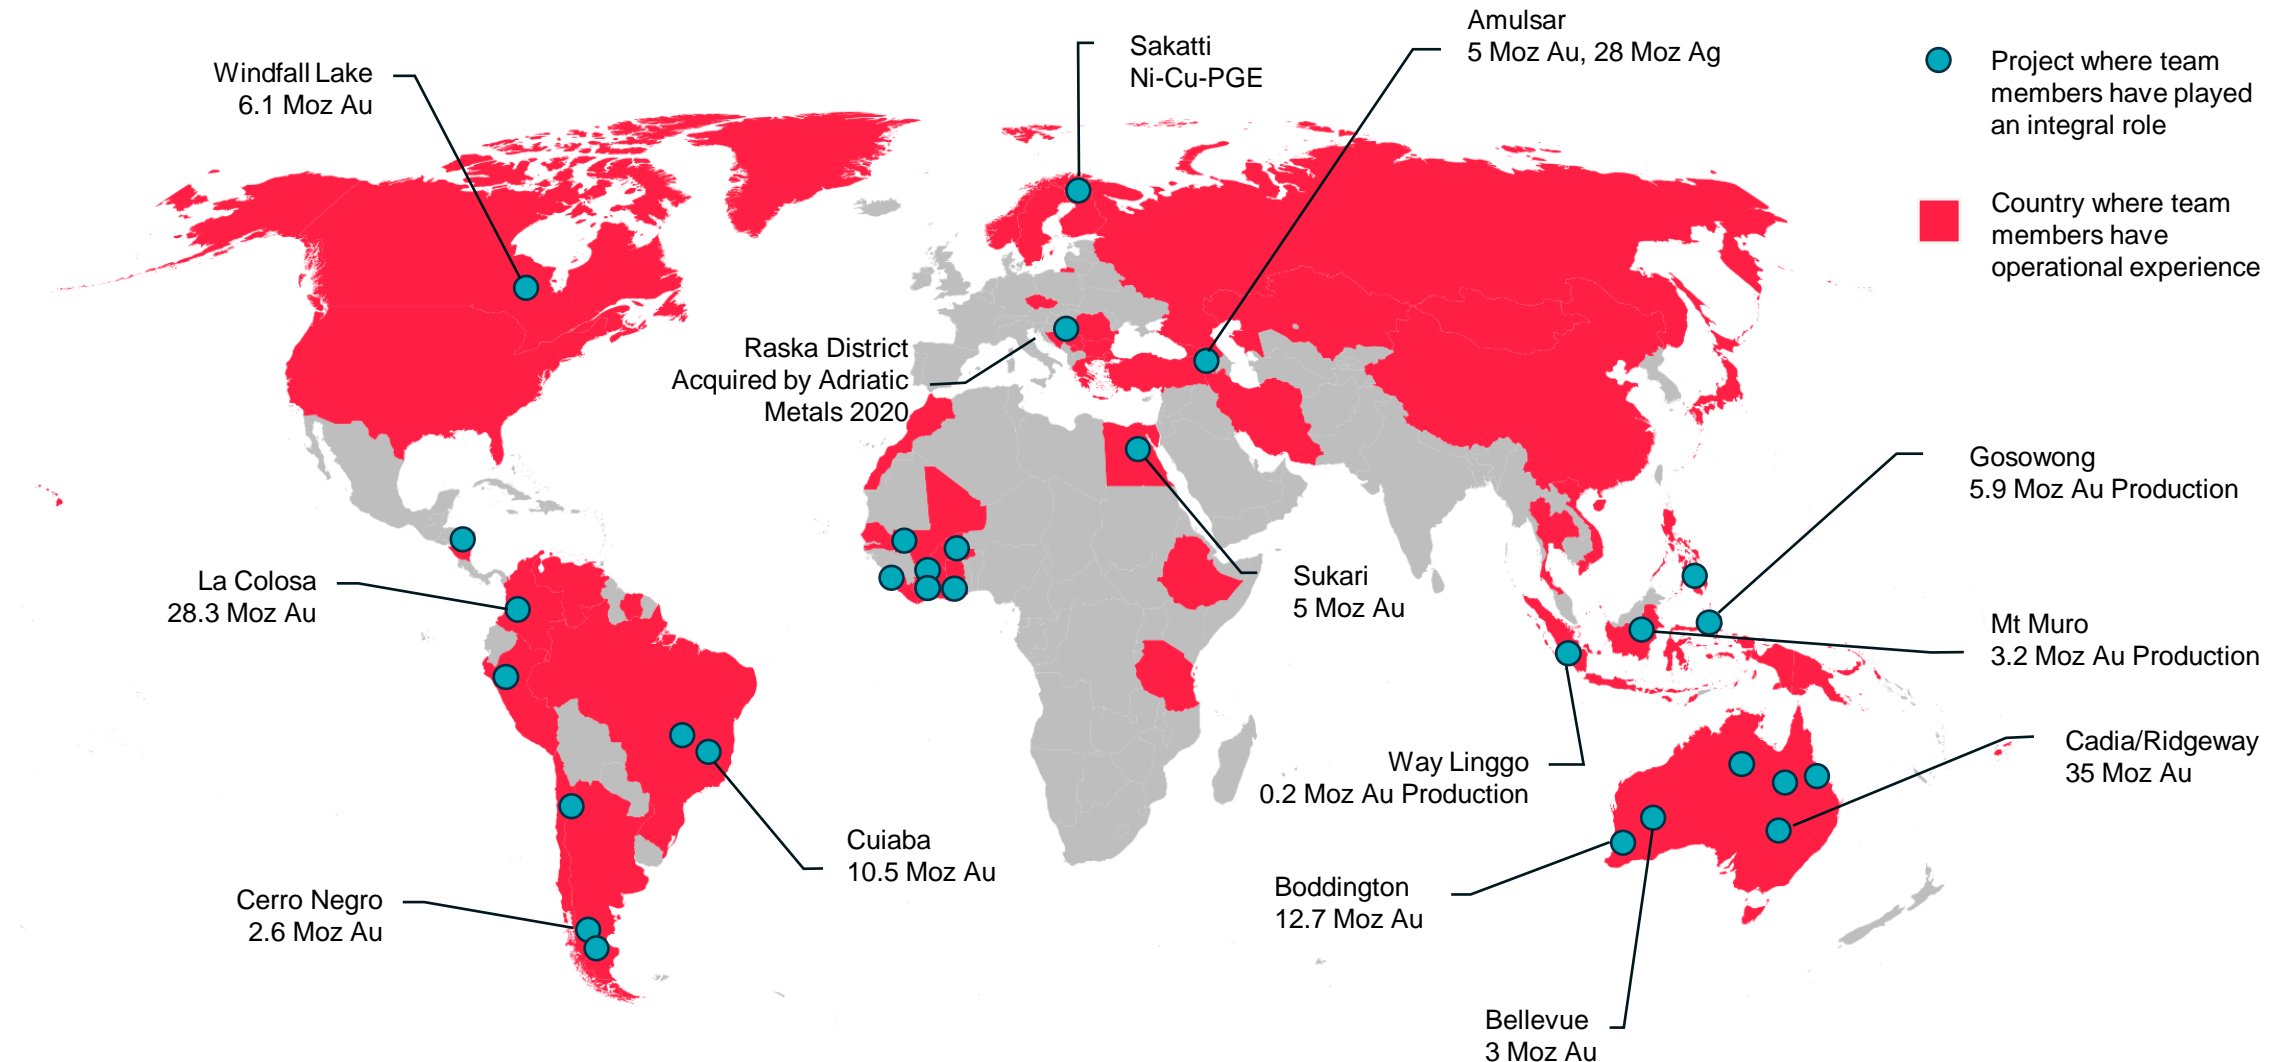 Amulsar
5 Moz Au, 28 Moz Ag
Sakatti
Ni-Cu-PGE
Windfall Lake
6.1 Moz Au
Project where team
members have played
an integral role
Country where team
members have
operational experience
Raska District
Acquired by Adriatic
Metals 2020
Gosowong
5.9 Moz Au Production
La Colosa
28.3 Moz Au
Sukari
5 Moz Au
Mt Muro
3.2 Moz Au Production
Way Linggo
0.2 Moz Au Production
Cadia/Ridgeway
35 Moz Au
Cuiaba
10.5 Moz Au
Cerro Negro
2.6 Moz Au
Boddington
12.7 Moz Au
Bellevue
3 Moz Au